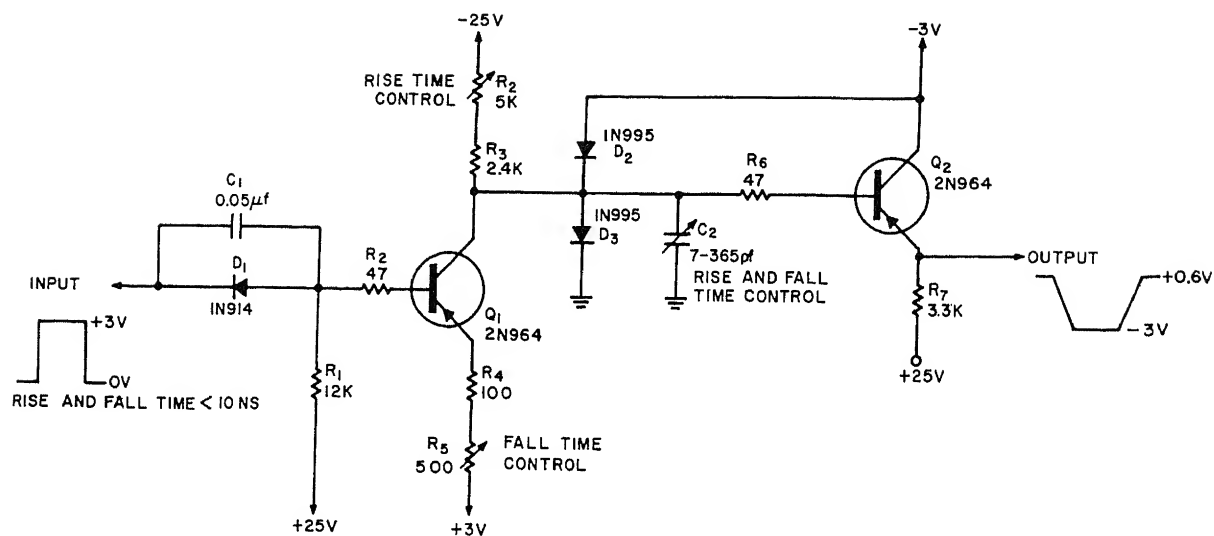 -25V
-3V
RISE TIME
CONTROL
R2
5K
R3
2.4K
1N995
D2
R6
47
Q2
2N964
C1
0.05µf
1N995
D3
C2
7-365pf
RISE AND FALL
TIME CONTROL
D1
1N914
R2
47
INPUT
OUTPUT
+0.6V
-3V
R7
3.3K
+25V
Q1
2N964
+3V
0V
RISE AND FALL TIME < 10 NS
R1
12K
R4
100
R5
500
FALL TIME
CONTROL
+25V
+3V